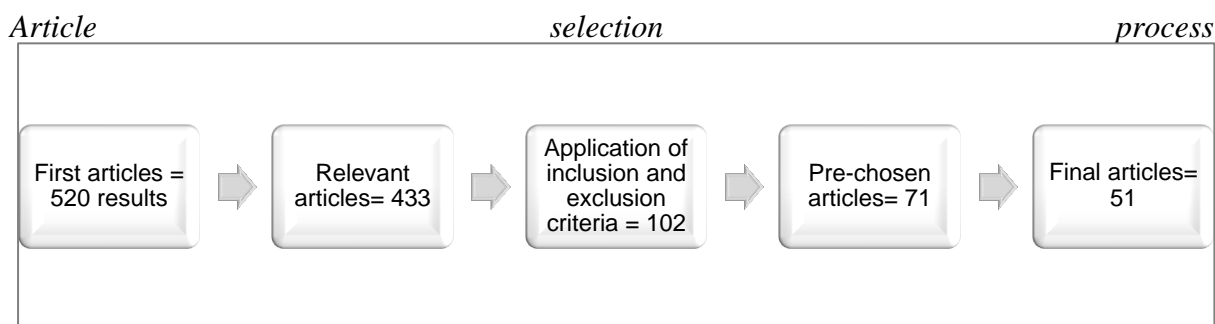 Article selection process
First articles =
520 results
Relevant
articles= 433
Application of
inclusion and
exclusion
criteria = 102
Pre-chosen
articles= 71
Final articles=
51